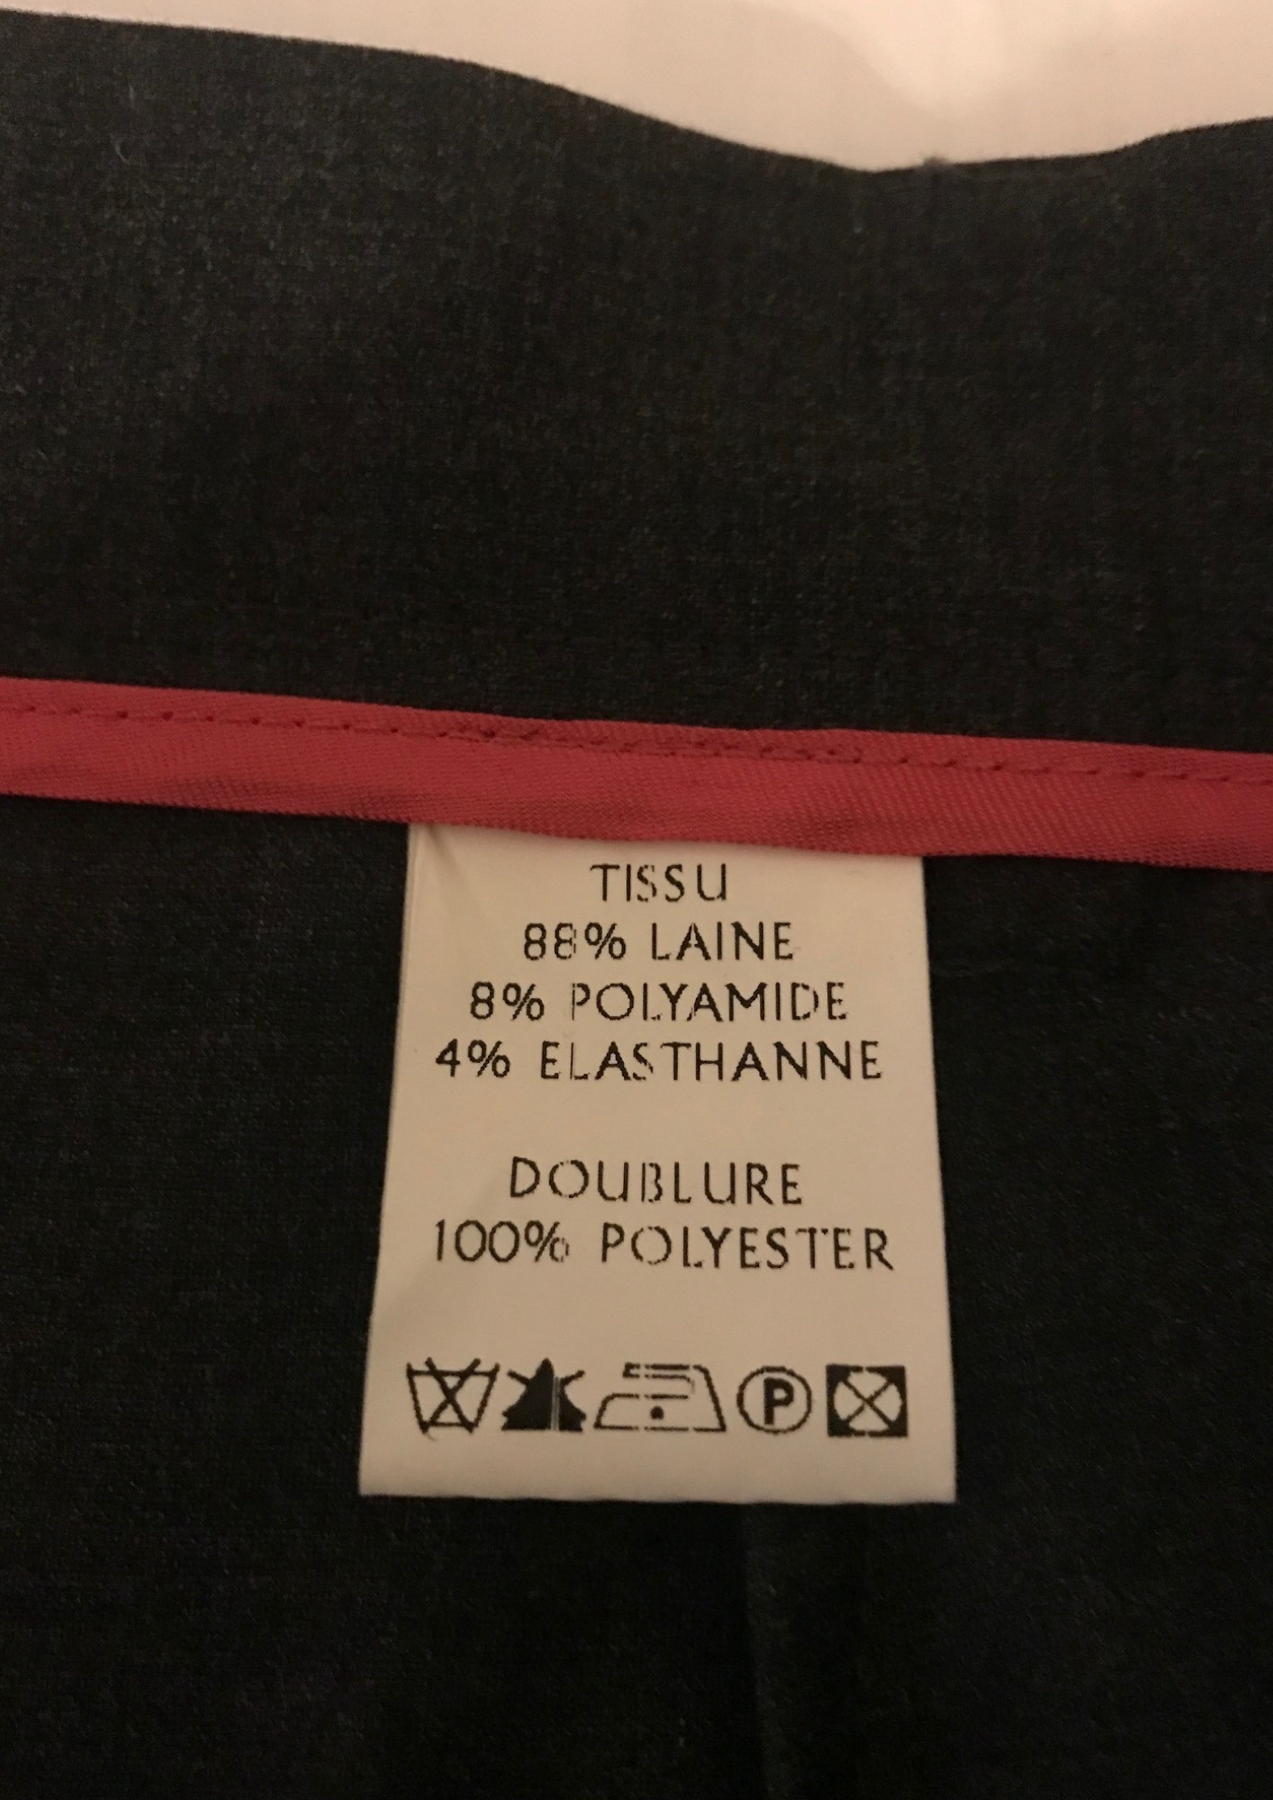 TISSU
88% LAINE
8% POLYAMIDE
4% ELASTHANNE
DOUBLURE
100% POLYESTER
P